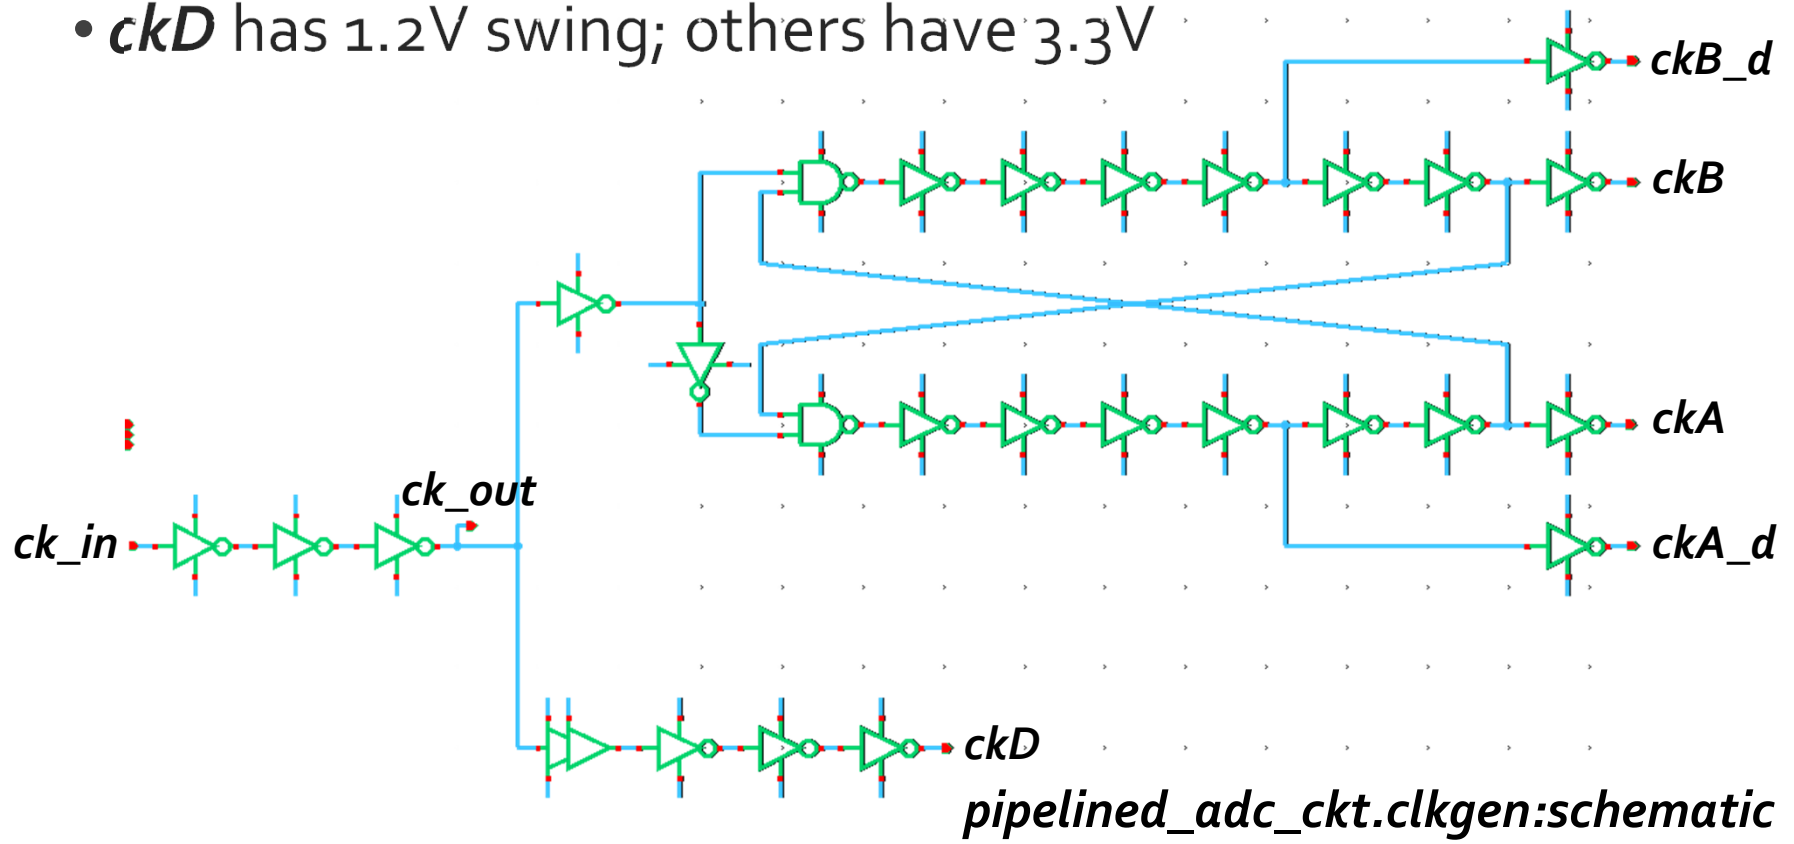 • ckD has 1.2V swing; others have 3.3V
ckB_d
ckB
ckA
ck_out
ck_in
ckA_d
ckD
pipelined_adc_ckt.clkgen:schematic